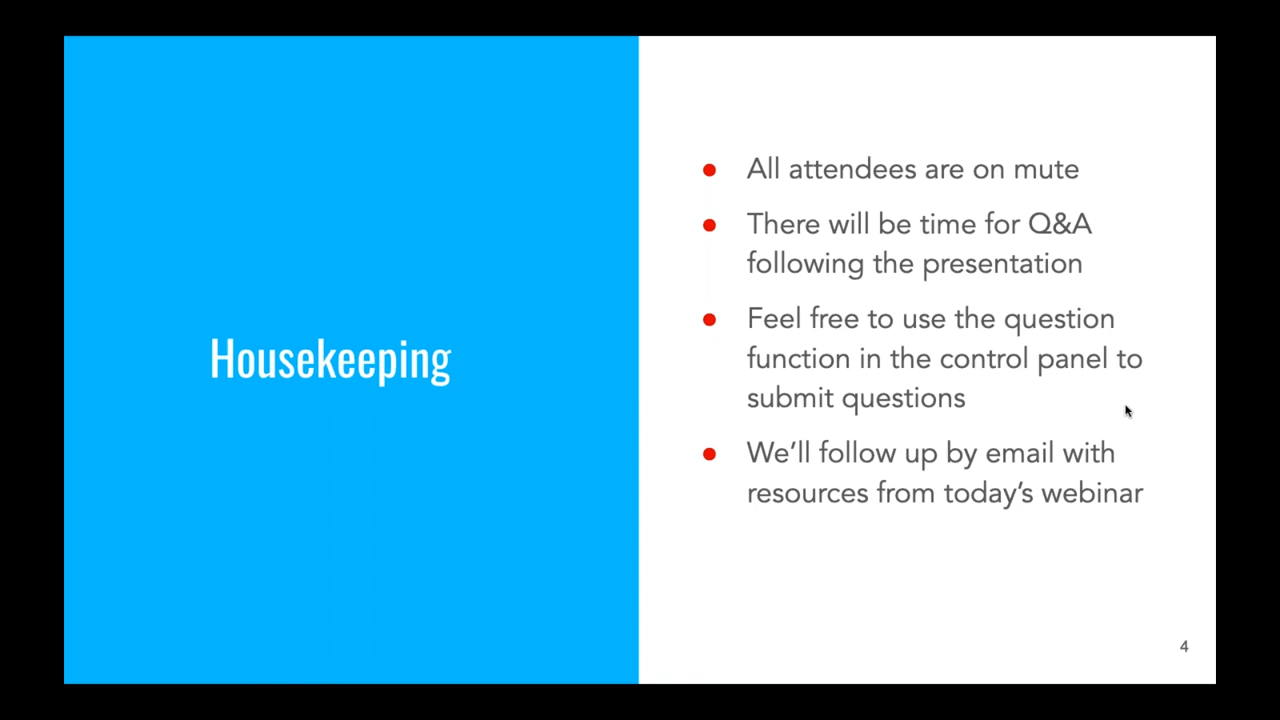 Housekeeping
All attendees are on mute
There will be time for Q&A
following the presentation
Feel free to use the question
function in the control panel to
submit questions
We’ll follow up by email with
resources from today’s webinar
4